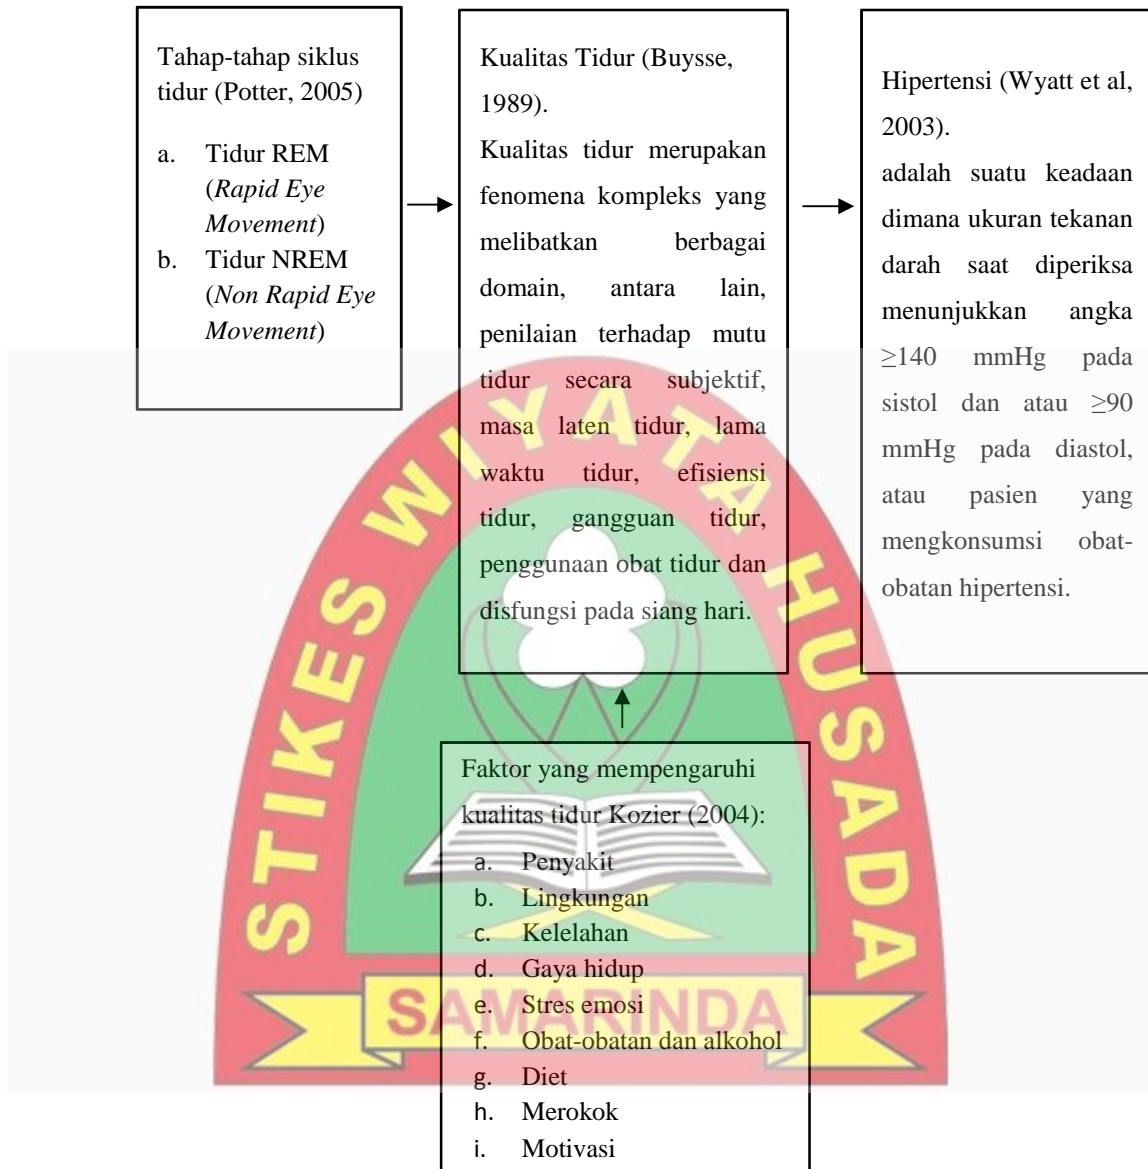 Tahap-tahap siklus
tidur (Potter, 2005)
a. Tidur REM
(Rapid Eye
Movement)
b. Tidur NREM
(Non Rapid Eye
Movement)
Kualitas Tidur (Buysse,
1989).
Kualitas tidur merupakan
fenomena kompleks yang
melibatkan berbagai
domain, antara lain,
penilaian terhadap mutu
tidur secara subjektif,
masa laten tidur, lama
waktu tidur, efisiensi
tidur, gangguan tidur,
penggunaan obat tidur dan
disfungsi pada siang hari.
Hipertensi (Wyatt et al,
2003).
adalah suatu keadaan
dimana ukuran tekanan
darah saat diperiksa
menunjukkan angka
≥140 mmHg pada
sistol dan atau ≥90
mmHg pada diastol,
atau pasien yang
mengkonsumsi obat-
obatan hipertensi.
Faktor yang mempengaruhi
kualitas tidur Kozier (2004):
a. Penyakit
b. Lingkungan
c. Kelelahan
d. Gaya hidup
e. Stres emosi
f. Obat-obatan dan alkohol
g. Diet
h. Merokok
i. Motivasi
STIKES WIYATA HUSADA
SAMARINDA